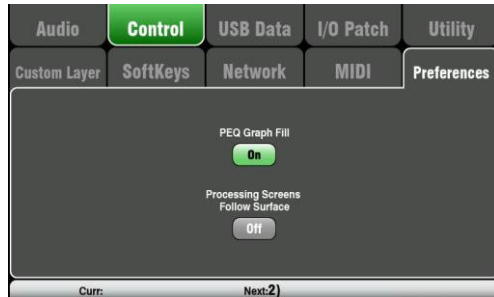 Audio Control USB Data I/O Patch Utility
Custom Layer SoftKeys Network MIDI Preferences
PEQ Graph Fill
On
Processing Screens
Follow Surface
Off
Curr: Next:2)